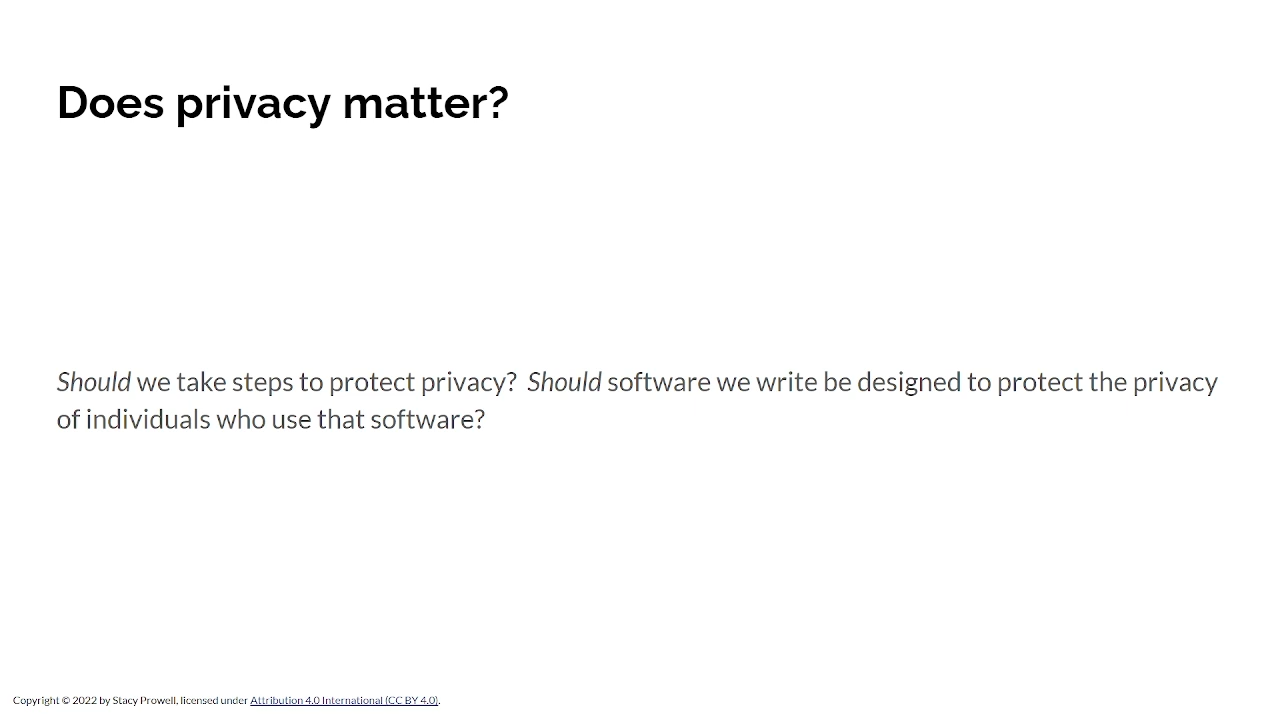 Does privacy matter?
Should we take steps to protect privacy?  Should software we write be designed to protect the privacy
of individuals who use that software?
Copyright © 2022 by Stacy Prowell, licensed under Attribution 4.0 International (CC BY 4.0).